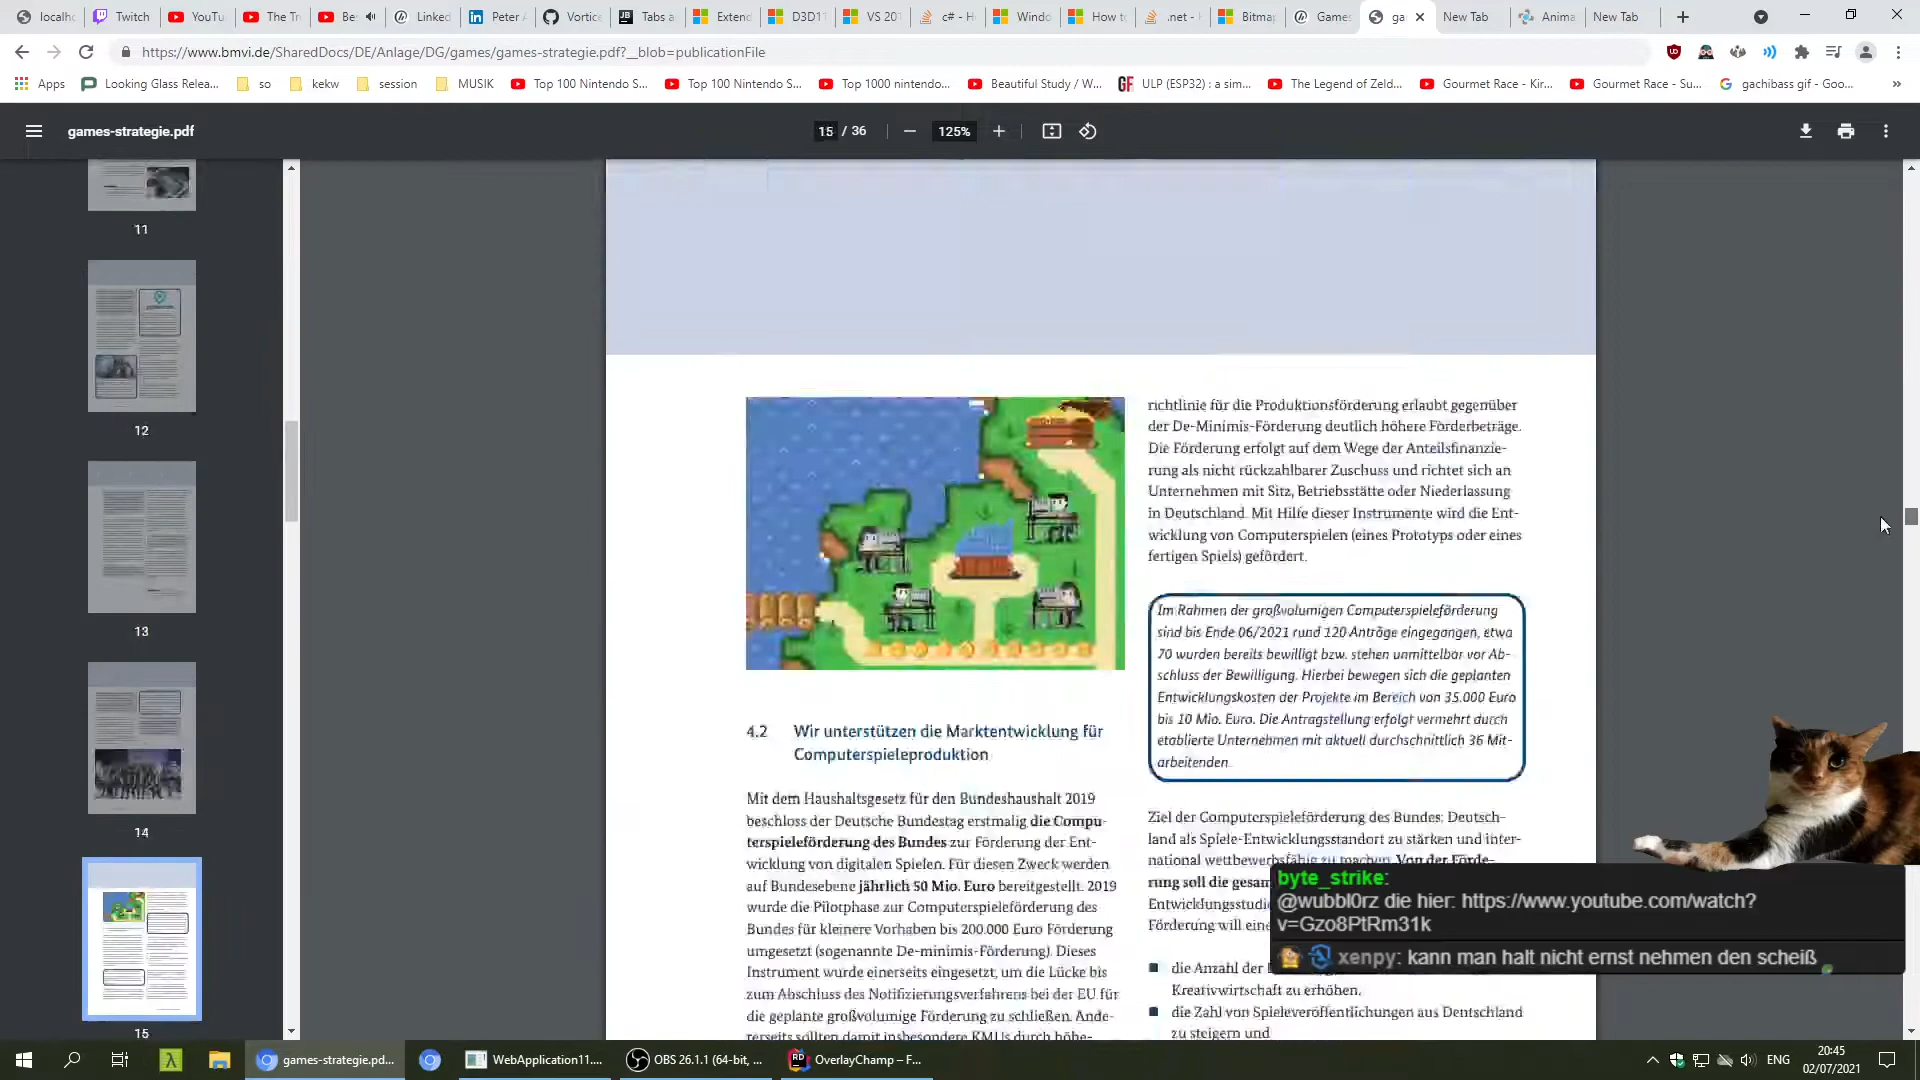 localh
Twitch
YouTu
The Tr
Be
Linked
Peter A
Vortice
Tabs a
Extend
D3D11
VS 201
c# - H
Windo
How to
.net -
Bitmap
Games
ga
New Tab
Anima
New Tab
https://www.bmvi.de/SharedDocs/DE/Anlage/DG/games/games-strategie.pdf?__blob=publicationFile
Apps
Looking Glass Relea...
so
kekw
session
MUSIK
Top 100 Nintendo S...
Top 100 Nintendo S...
Top 1000 nintendo...
Beautiful Study / W...
ULP (ESP32) : a sim...
The Legend of Zeld...
Gourmet Race - Kir...
Gourmet Race - Su...
gachibass gif - Goo...
games-strategie.pdf
15 / 36
125%
11
12
13
14
15
4.2 Wir unterstützen die Marktentwicklung für
Computerspieleproduktion
Mit dem Haushaltsgesetz für den Bundeshaushalt 2019
beschloss der Deutsche Bundestag erstmalig die Compu-
terspieleförderung des Bundes zur Förderung der Ent-
wicklung von digitalen Spielen. Für diesen Zweck werden
auf Bundesebene jährlich 50 Mio. Euro bereitgestellt. 2019
wurde die Pilotphase zur Computerspieleförderung des
Bundes für kleinere Vorhaben bis 200.000 Euro Förderung
umgesetzt (sogenannte De-minimis-Förderung). Dieses
Instrument wurde einerseits eingesetzt, um die Lücke bis
zum Abschluss des Notifizierungsverfahrens bei der EU für
die geplante großvolumige Förderung zu schließen. Ande-
rerseits sollten damit insbesondere KMUs durch höhe-
richtlinie für die Produktionsförderung erlaubt gegenüber
der De-Minimis-Förderung deutlich höhere Förderbeträge.
Die Förderung erfolgt auf dem Wege der Anteilsfinanzie-
rung als nicht rückzahlbarer Zuschuss und richtet sich an
Unternehmen mit Sitz, Betriebsstätte oder Niederlassung
in Deutschland. Mit Hilfe dieser Instrumente wird die Ent-
wicklung von Computerspielen (eines Prototyps oder eines
fertigen Spiels) gefördert.
Im Rahmen der großvolumigen Computerspieleförderung
sind bis Ende 06/2021 rund 120 Anträge eingegangen, etwa
70 wurden bereits bewilligt bzw. stehen unmittelbar vor Ab-
schluss der Bewilligung. Hierbei bewegen sich die geplanten
Entwicklungskosten der Projekte im Bereich von 35.000 Euro
bis 10 Mio. Euro. Die Antragstellung erfolgt vermehrt durch
etablierte Unternehmen mit aktuell durchschnittlich 36 Mit-
arbeitenden.
Ziel der Computerspieleförderung des Bundes: Deutsch-
land als Spiele-Entwicklungsstandort zu stärken und inter-
national wettbewerbsfähig zu machen. Von der Förde-
rung soll die gesam
Entwicklungsstudi
Förderung will eine
die Anzahl der
Kreativwirtschaft zu erhöhen,
die Zahl von Spieleveröffentlichungen aus Deutschland
zu steigern und
byte_strike:
@wubbl0rz die hier: https://www.youtube.com/watch?
v=Gzo8PtRm31k
xenpy: kann man halt nicht ernst nehmen den scheiß
games-strategie.pd...
WebApplication11....
OBS 26.1.1 (64-bit, ...
OverlayChamp – F...
ENG
20:45
02/07/2021